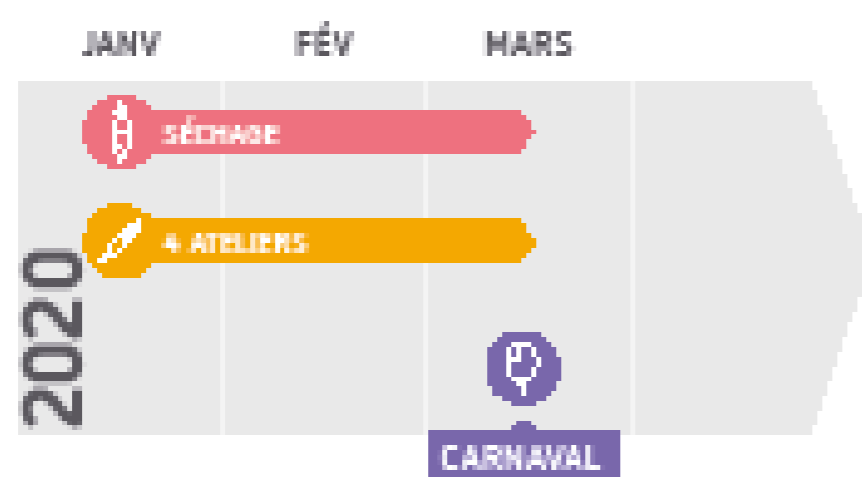 JANV FÉV MARS
SÉCHAGE
4 ATELIERS
2020
CARNAVAL